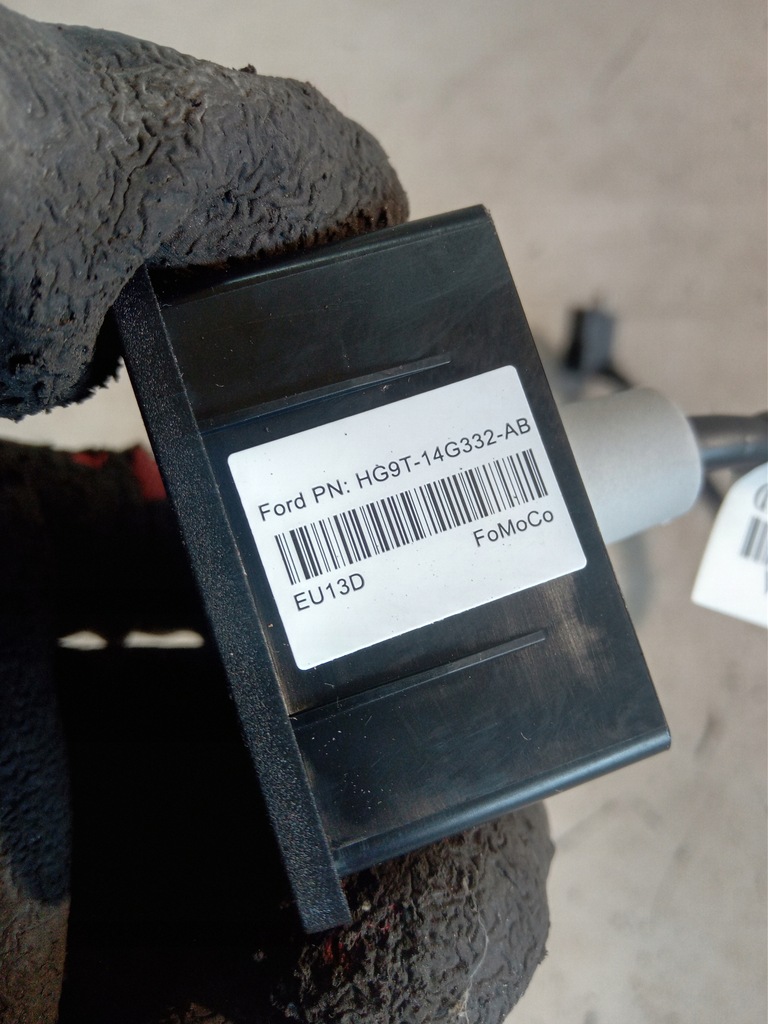 Ford PN: HG9T-14G332-AB
FoMoCo
EU13D